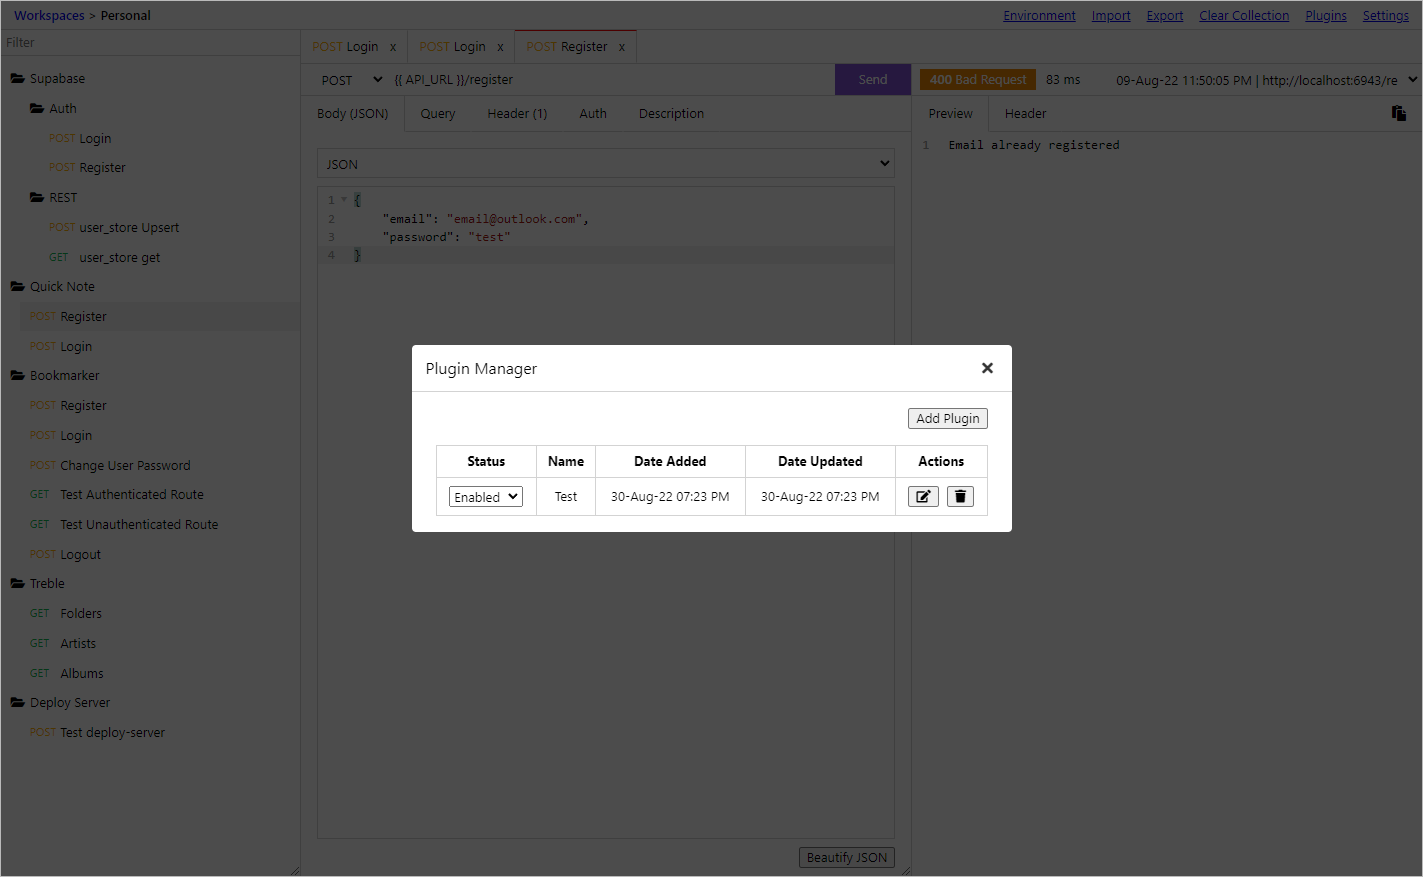 Workspaces > Personal
Environment Import Export Clear Collection Plugins Settings
Filter
Supabase
Auth
POST Login
POST Register
REST
POST user_store Upsert
GET user_store get
Quick Note
POST Register
POST Login
Bookmarker
POST Register
POST Login
POST Change User Password
GET Test Authenticated Route
GET Test Unauthenticated Route
POST Logout
Treble
GET Folders
GET Artists
GET Albums
Deploy Server
POST Test deploy-server
POST Login x POST Login x POST Register x
POST {{ API_URL }}/register Send
Body (JSON) Query Header (1) Auth Description
JSON
1 {
2 "email": "email@outlook.com",
3 "password": "test"
4 }
Beautify JSON
400 Bad Request 83 ms 09-Aug-22 11:50:05 PM | http://localhost:6943/re
Preview Header
1 Email already registered
Plugin Manager
Add Plugin
Status Name Date Added Date Updated Actions
Enabled Test 30-Aug-22 07:23 PM 30-Aug-22 07:23 PM